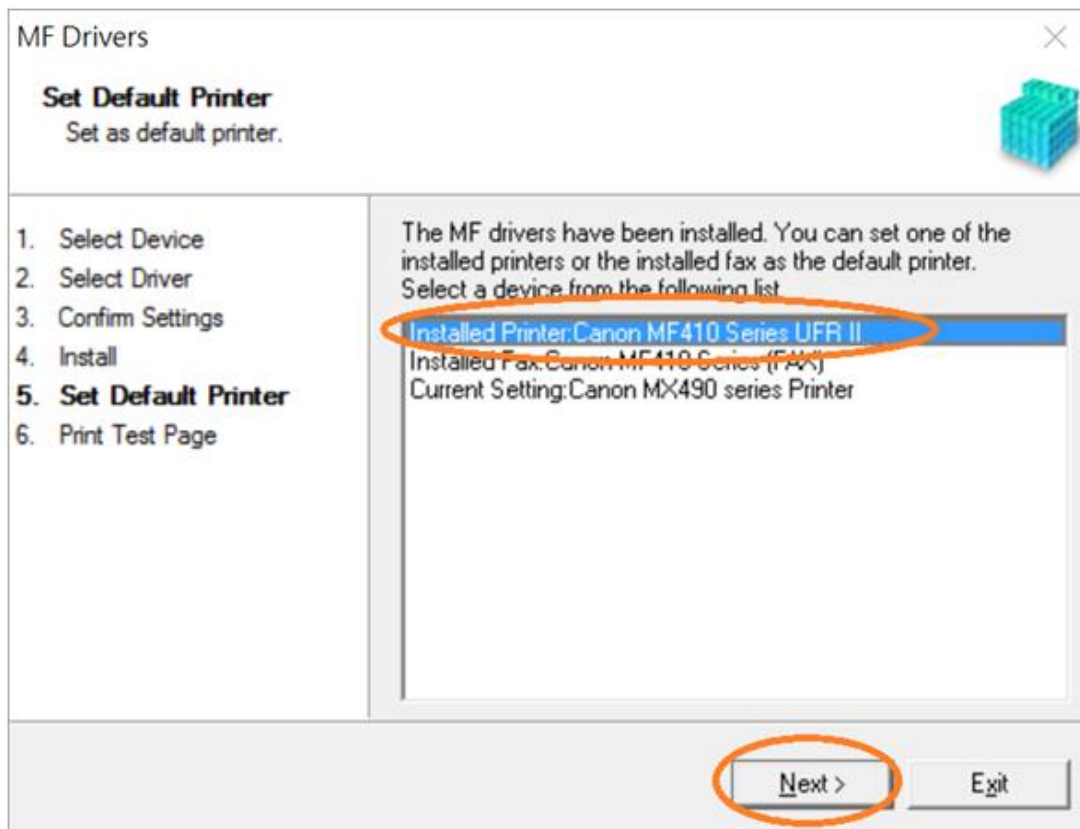 MF Drivers
Set Default Printer
Set as default printer.
1. Select Device
2. Select Driver
3. Confirm Settings
4. Install
5. Set Default Printer
6. Print Test Page
The MF drivers have been installed. You can set one of the
installed printers or the installed fax as the default printer.
Select a device from the following list.
Installed Printer:Canon MF410 Series UFR II
Installed Fax:Canon MF410 Series (FAX)
Current Setting:Canon MX490 series Printer
Next >
Exit